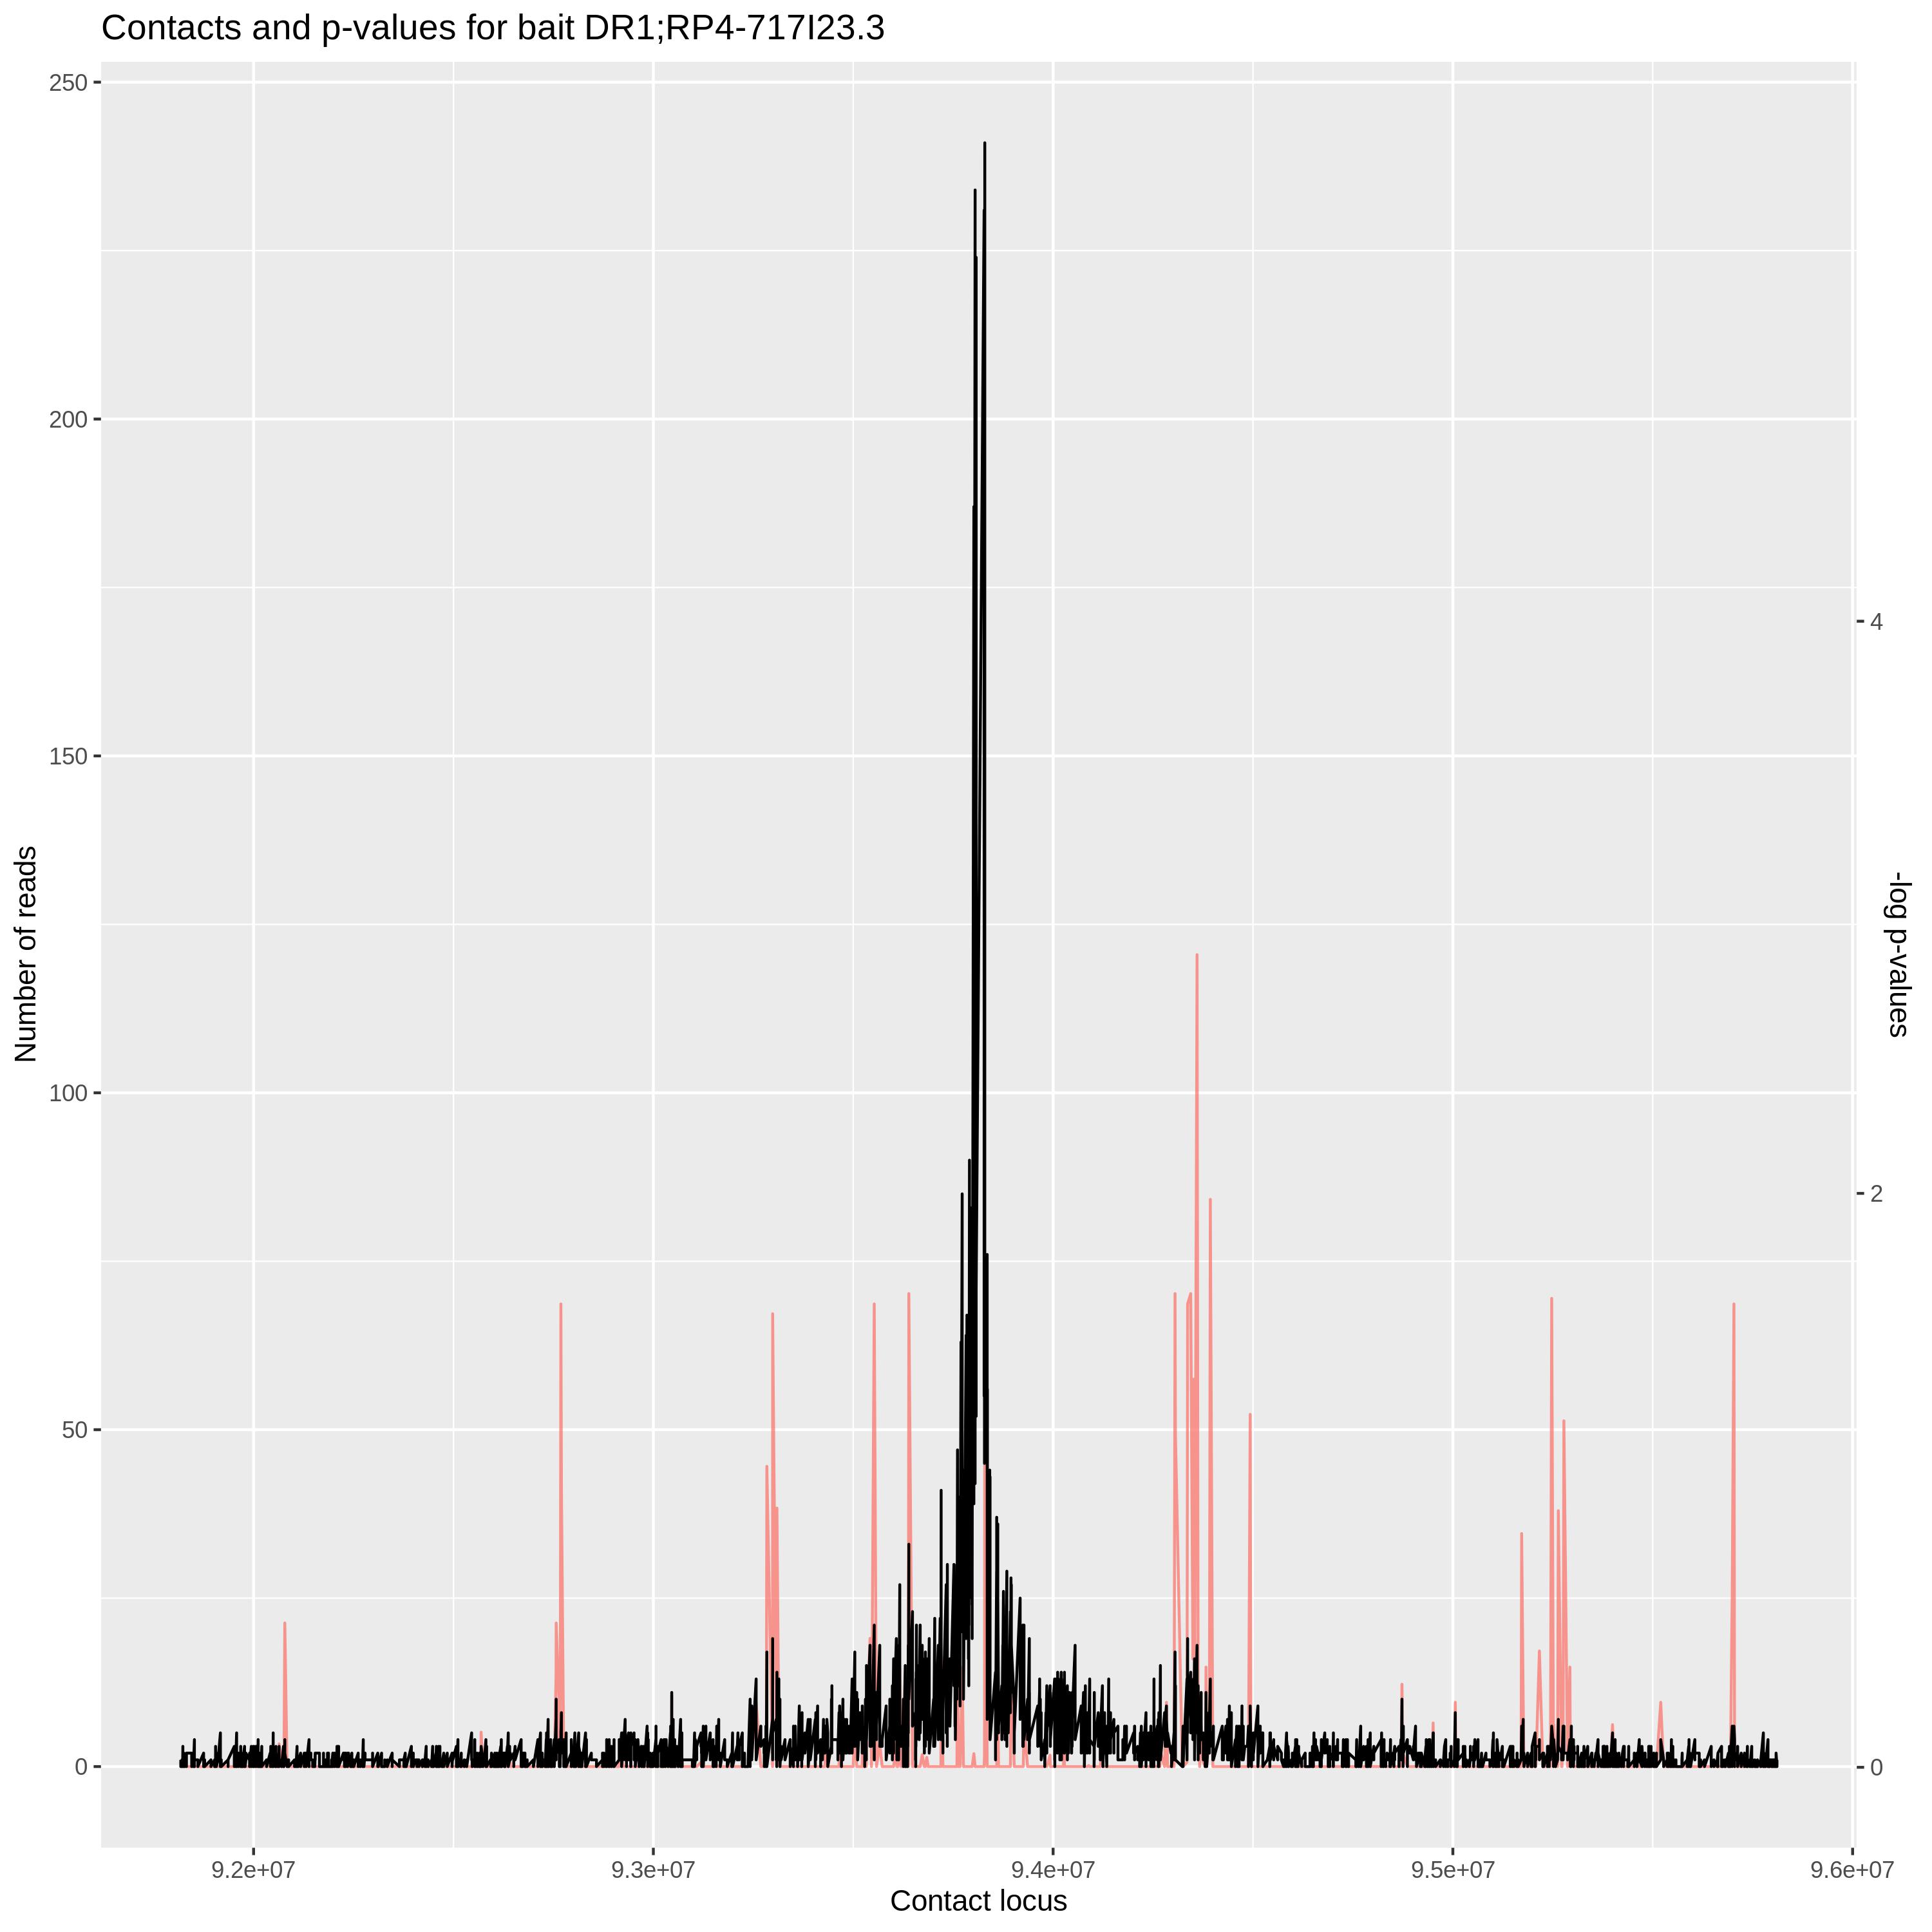 Contacts and p-values for bait DR1;RP4-717I23.3
250
200
150
100
50
0
Number of reads
4
2
0
-log p-values
9.2e+07
9.3e+07
9.4e+07
9.5e+07
9.6e+07
Contact locus